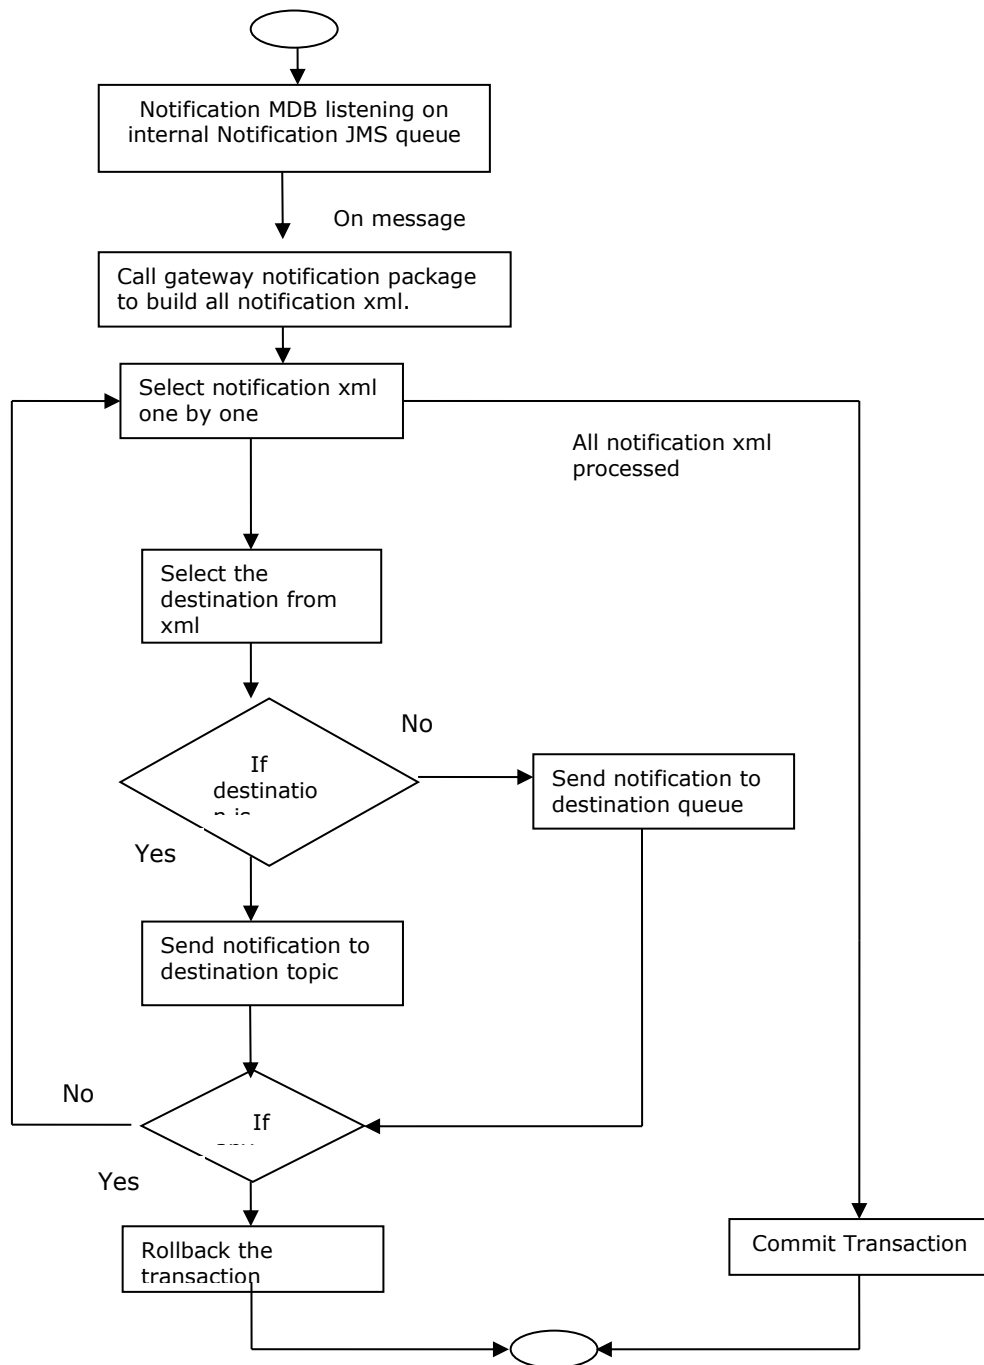 Notification MDB listening on
internal Notification JMS queue
On message
Call gateway notification package
to build all notification xml.
Select notification xml
one by one
All notification xml
processed
Select the
destination from
xml
No
If
destinatio
n is
Send notification to
destination queue
Yes
Send notification to
destination topic
No
If
Yes
Rollback the
transaction
Commit Transaction